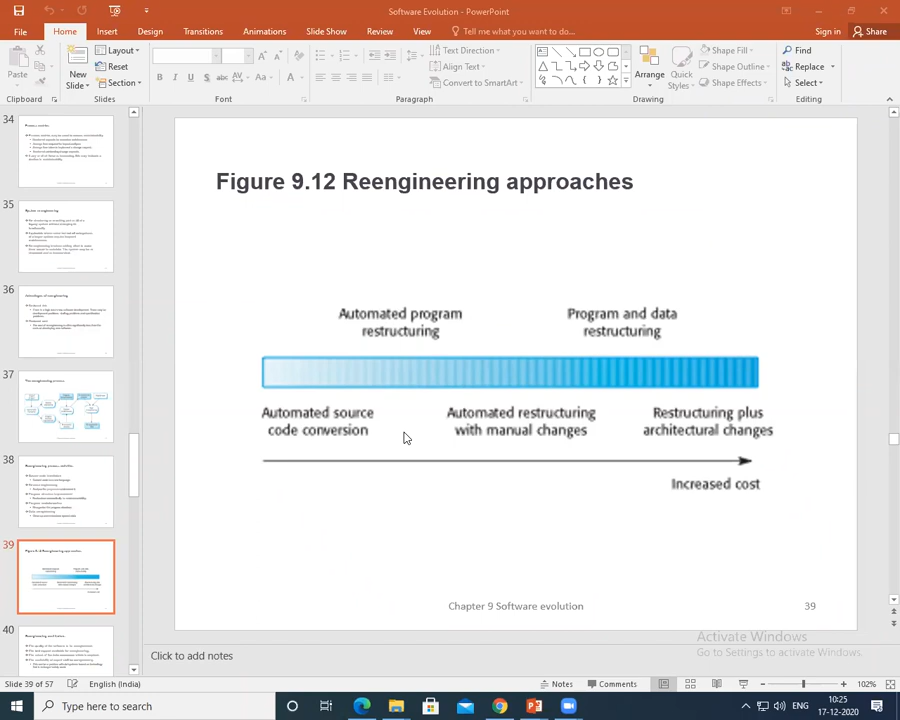 Software Evolution - PowerPoint
File Home Insert Design Transitions Animations Slide Show Review View Tell me what you want to do... Sign in Share
Paste
New
Slide
Layout
Reset
Section
Text Direction
Align Text
Convert to SmartArt
Arrange
Quick
Styles
Shape Fill
Shape Outline
Shape Effects
Find
Replace
Select
Clipboard Slides Font Paragraph Drawing Editing
34
35
36
37
38
39
40
Figure 9.12 Reengineering approaches
Automated program
restructuring
Program and data
restructuring
Automated source
code conversion
Automated restructuring
with manual changes
Restructuring plus
architectural changes
Increased cost
Chapter 9 Software evolution 39
Activate Windows
Go to Settings to activate Windows.
Click to add notes
Slide 39 of 57 English (India) Notes Comments 102%
Type here to search
ENG
10:25
17-12-2020